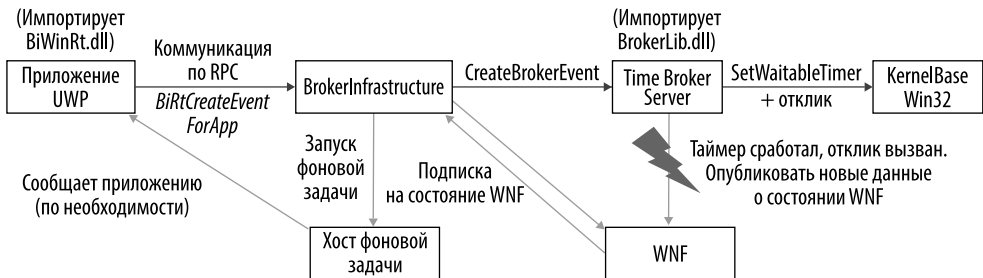 (Импортирует
BiWinRt.dll)
Приложение
UWP
Коммуникация
по RPC
BiRtCreateEvent
ForApp
BrokerInfrastructure
CreateBrokerEvent
(Импортирует
BrokerLib.dll)
Time Broker
Server
SetWaitableTimer
+ отклик
KernelBase
Win32
Сообщает приложению
(по необходимости)
Запуск
фоновой
задачи
Подписка
на состояние WNF
Таймер сработал, отклик вызван.
Опубликовать новые данные
о состоянии WNF
Хост фоновой
задачи
WNF